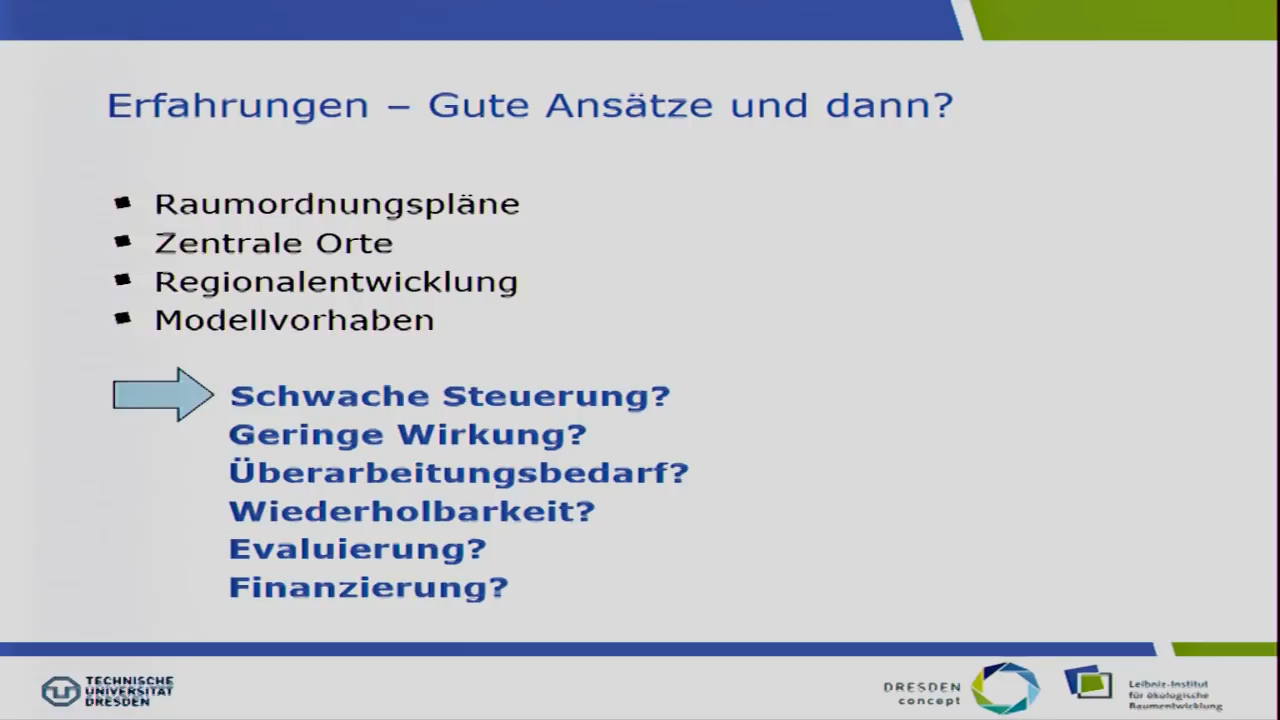 Erfahrungen – Gute Ansätze und dann?
Raumordnungspläne
Zentrale Orte
Regionalentwicklung
Modellvorhaben
Schwache Steuerung?
Geringe Wirkung?
Überarbeitungsbedarf?
Wiederholbarkeit?
Evaluierung?
Finanzierung?
TECHNISCHE
UNIVERSITÄT
DRESDEN
DRESDEN
concept
Leibniz-Institut
für ökologische
Raumentwicklung